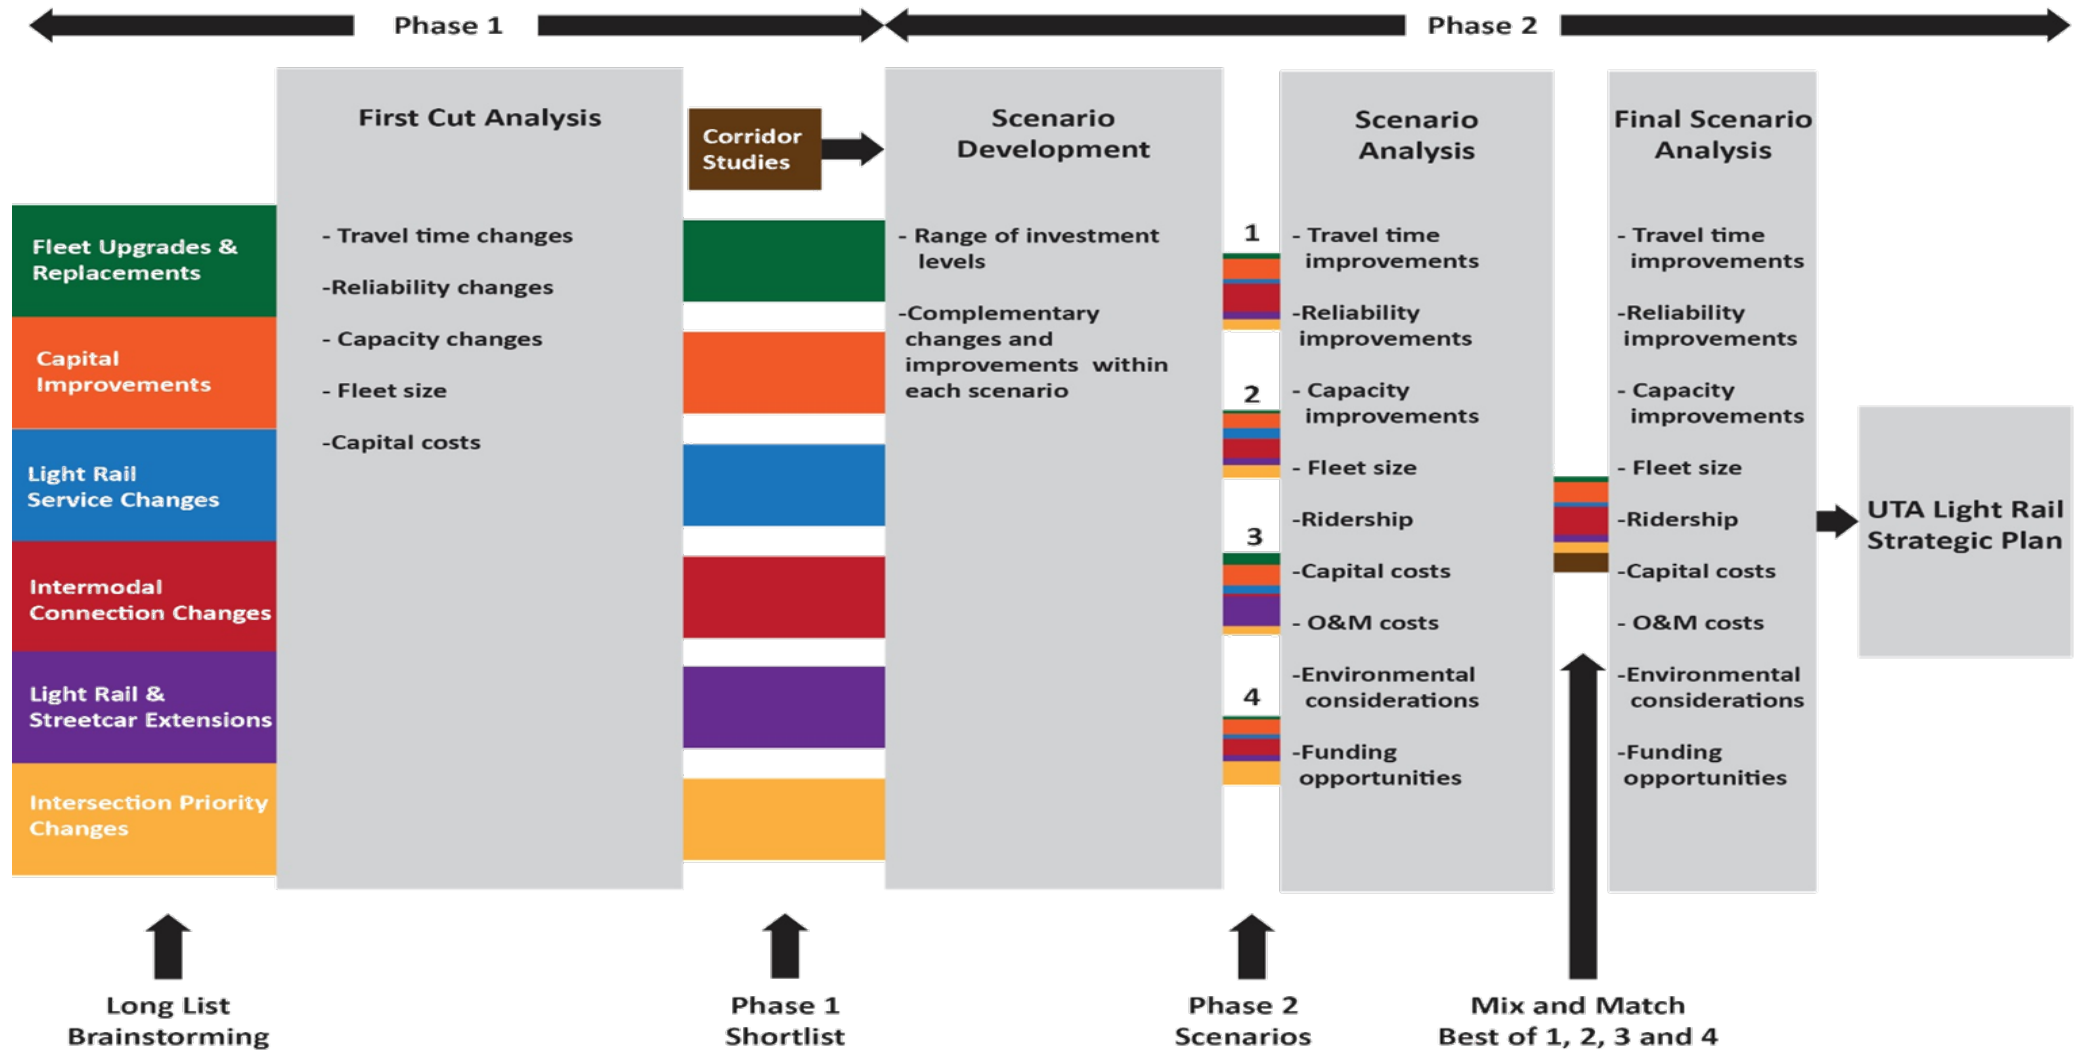 Phase 1
Phase 2
First Cut Analysis
Corridor
Studies
Scenario
Development
Scenario
Analysis
Final Scenario
Analysis
Fleet Upgrades &
Replacements
Capital
Improvements
Light Rail
Service Changes
Intermodal
Connection Changes
Light Rail &
Streetcar Extensions
Intersection Priority
Changes
- Travel time changes
-Reliability changes
- Capacity changes
- Fleet size
-Capital costs
- Range of investment
levels
-Complementary
changes and
improvements within
each scenario
1
2
3
4
- Travel time
improvements
-Reliability
improvements
- Capacity
improvements
- Fleet size
-Ridership
-Capital costs
- O&M costs
-Environmental
considerations
-Funding
opportunities
- Travel time
improvements
-Reliability
improvements
- Capacity
improvements
- Fleet size
-Ridership
-Capital costs
- O&M costs
-Environmental
considerations
-Funding
opportunities
UTA Light Rail
Strategic Plan
Long List
Brainstorming
Phase 1
Shortlist
Phase 2
Scenarios
Mix and Match
Best of 1, 2, 3 and 4